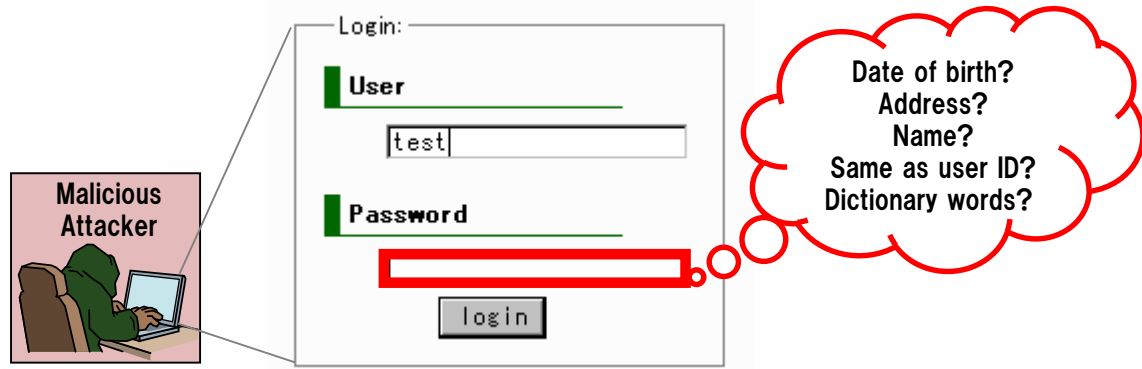 Login:
User
test
Password
login
Malicious
Attacker
Date of birth?
Address?
Name?
Same as user ID?
Dictionary words?